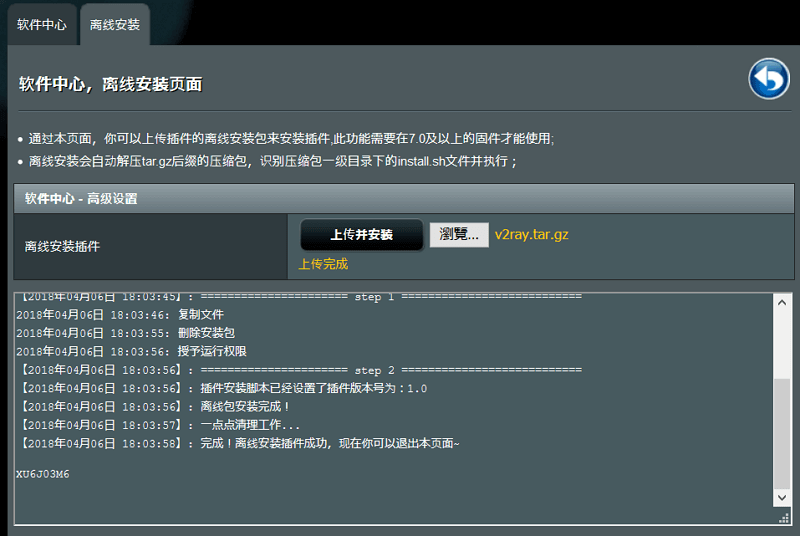 软件中心 离线安装
软件中心，离线安装页面
通过本页面，你可以上传插件的离线安装包来安装插件,此功能需要在7.0及以上的固件才能使用;
离线安装会自动解压tar.gz后缀的压缩包，识别压缩包一级目录下的install.sh文件并执行；
软件中心 - 高级设置
离线安装插件 上传并安装 瀏覽... v2ray.tar.gz
上传完成
【2018年04月06日 18:03:45】: ====================== step 1 ===========================
2018年04月06日 18:03:46: 复制文件
2018年04月06日 18:03:55: 删除安装包
2018年04月06日 18:03:56: 授予运行权限
【2018年04月06日 18:03:56】: ====================== step 2 ===========================
【2018年04月06日 18:03:56】: 插件安装脚本已经设置了插件版本号为：1.0
【2018年04月06日 18:03:56】: 离线包安装完成！
【2018年04月06日 18:03:57】: 一点点清理工作...
【2018年04月06日 18:03:58】: 完成！离线安装插件成功，现在你可以退出本页面~
XU6J03M6